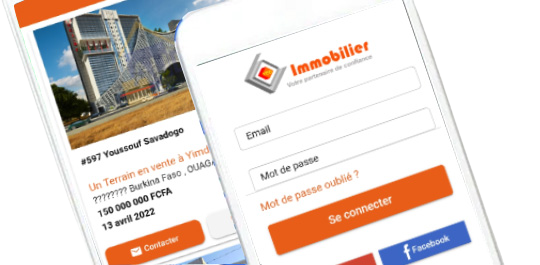 #597 Youssouf Savadogo
Un Terrain en vente à Yimd
???????? Burkina Faso , OUAG
150 000 000 FCFA
13 avril 2022
Contacter
Immobilier
Votre partenaire de confiance
Email
Mot de passe
Mot de passe oublié ?
Se connecter
Facebook